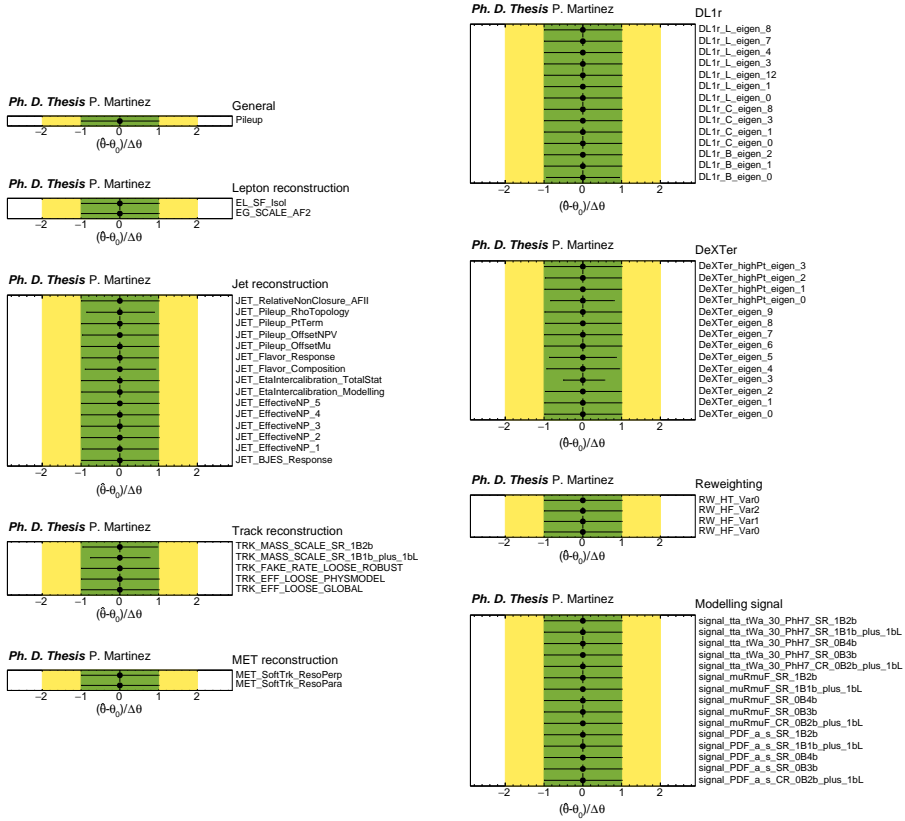 Ph. D. Thesis P. Martinez
General
Pileup
−2 −1 0 1 2
(θ̂-θ₀)/Δθ
Ph. D. Thesis P. Martinez
Lepton reconstruction
EL_SF_Isol
EG_SCALE_AF2
−2 −1 0 1 2
(θ̂-θ₀)/Δθ
Ph. D. Thesis P. Martinez
Jet reconstruction
JET_RelativeNonClosure_AFII
JET_Pileup_RhoTopology
JET_Pileup_PtTerm
JET_Pileup_OffsetNPV
JET_Pileup_OffsetMu
JET_Flavor_Response
JET_Flavor_Composition
JET_EtaIntercalibration_TotalStat
JET_EtaIntercalibration_Modelling
JET_EffectiveNP_5
JET_EffectiveNP_4
JET_EffectiveNP_3
JET_EffectiveNP_2
JET_EffectiveNP_1
JET_BJES_Response
−2 −1 0 1 2
(θ̂-θ₀)/Δθ
Ph. D. Thesis P. Martinez
Track reconstruction
TRK_MASS_SCALE_SR_1B2b
TRK_MASS_SCALE_SR_1B1b_plus_1bL
TRK_FAKE_RATE_LOOSE_ROBUST
TRK_EFF_LOOSE_PHYSMODEL
TRK_EFF_LOOSE_GLOBAL
−2 −1 0 1 2
(θ̂-θ₀)/Δθ
Ph. D. Thesis P. Martinez
MET reconstruction
MET_SoftTrk_ResoPerp
MET_SoftTrk_ResoPara
−2 −1 0 1 2
(θ̂-θ₀)/Δθ
Ph. D. Thesis P. Martinez
DL1r
DL1r_L_eigen_8
DL1r_L_eigen_7
DL1r_L_eigen_4
DL1r_L_eigen_3
DL1r_L_eigen_12
DL1r_L_eigen_1
DL1r_L_eigen_0
DL1r_C_eigen_8
DL1r_C_eigen_3
DL1r_C_eigen_1
DL1r_C_eigen_0
DL1r_B_eigen_2
DL1r_B_eigen_1
DL1r_B_eigen_0
−2 −1 0 1 2
(θ̂-θ₀)/Δθ
Ph. D. Thesis P. Martinez
DeXTer
DeXTer_highPt_eigen_3
DeXTer_highPt_eigen_2
DeXTer_highPt_eigen_1
DeXTer_highPt_eigen_0
DeXTer_eigen_9
DeXTer_eigen_8
DeXTer_eigen_7
DeXTer_eigen_6
DeXTer_eigen_5
DeXTer_eigen_4
DeXTer_eigen_3
DeXTer_eigen_2
DeXTer_eigen_1
DeXTer_eigen_0
−2 −1 0 1 2
(θ̂-θ₀)/Δθ
Ph. D. Thesis P. Martinez
Reweighting
RW_HT_Var0
RW_HF_Var2
RW_HF_Var1
RW_HF_Var0
−2 −1 0 1 2
(θ̂-θ₀)/Δθ
Ph. D. Thesis P. Martinez
Modelling signal
signal_tta_tWa_30_PhH7_SR_1B2b
signal_tta_tWa_30_PhH7_SR_1B1b_plus_1bL
signal_tta_tWa_30_PhH7_SR_0B4b
signal_tta_tWa_30_PhH7_SR_0B3b
signal_tta_tWa_30_PhH7_CR_0B2b_plus_1bL
signal_muRmuF_SR_1B2b
signal_muRmuF_SR_1B1b_plus_1bL
signal_muRmuF_SR_0B4b
signal_muRmuF_SR_0B3b
signal_muRmuF_CR_0B2b_plus_1bL
signal_PDF_a_s_SR_1B2b
signal_PDF_a_s_SR_1B1b_plus_1bL
signal_PDF_a_s_SR_0B4b
signal_PDF_a_s_SR_0B3b
signal_PDF_a_s_CR_0B2b_plus_1bL
−2 −1 0 1 2
(θ̂-θ₀)/Δθ